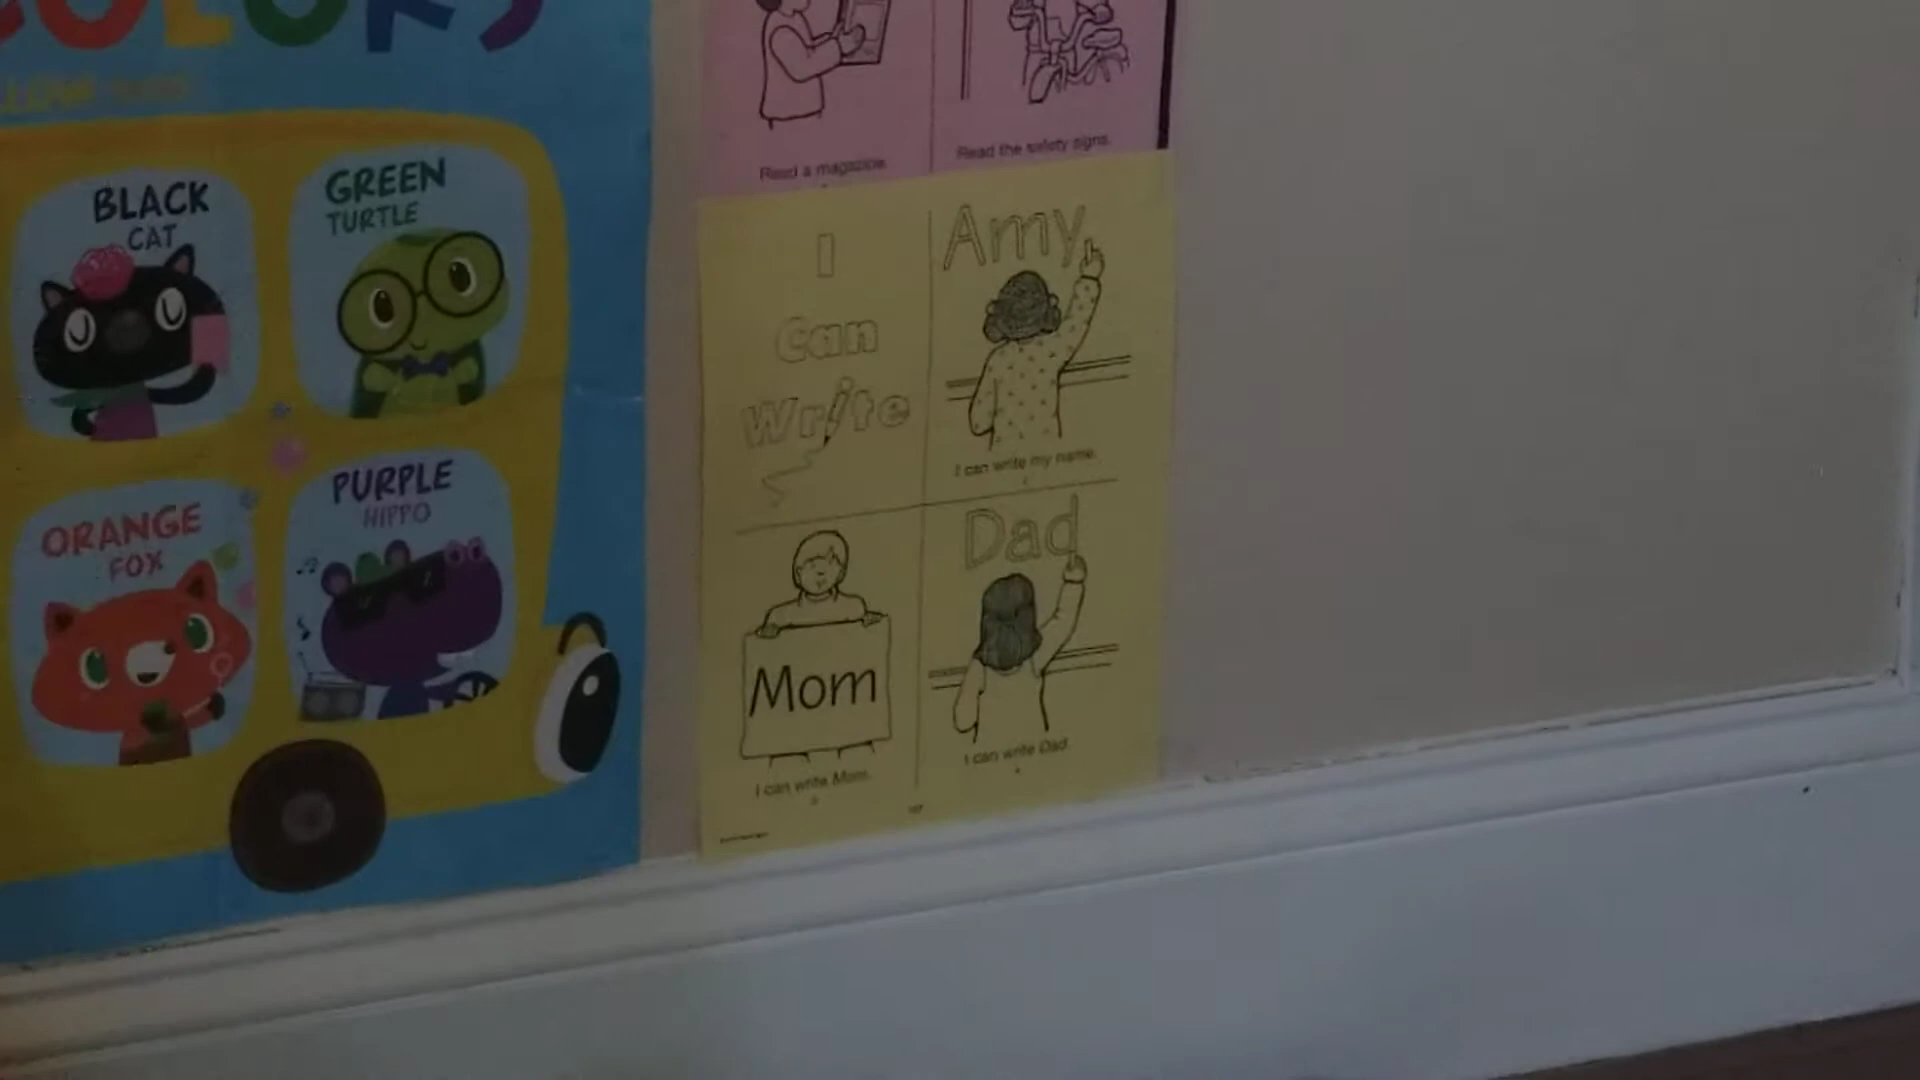 COLORS
BLACK
CAT
GREEN
TURTLE
ORANGE
FOX
PURPLE
HIPPO
Read a magazine.
Read the safety signs.
I
Can
Write
Amy
I can write my name.
Mom
I can write Mom.
Dad
I can write Dad.